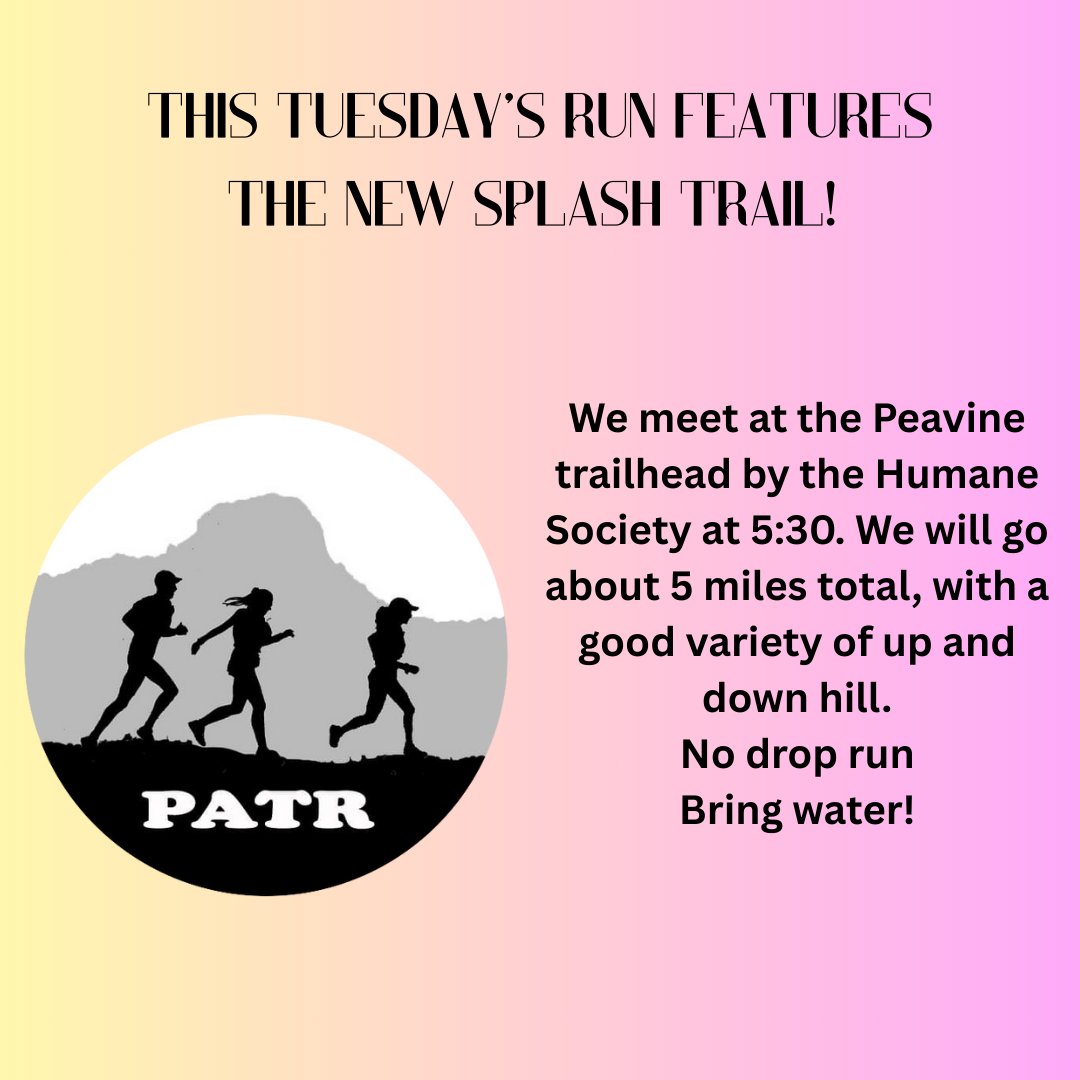 THIS TUESDAY'S RUN FEATURES
THE NEW SPLASH TRAIL!
We meet at the Peavine
trailhead by the Humane
Society at 5:30. We will go
about 5 miles total, with a
good variety of up and
down hill.
No drop run
Bring water!
PATR